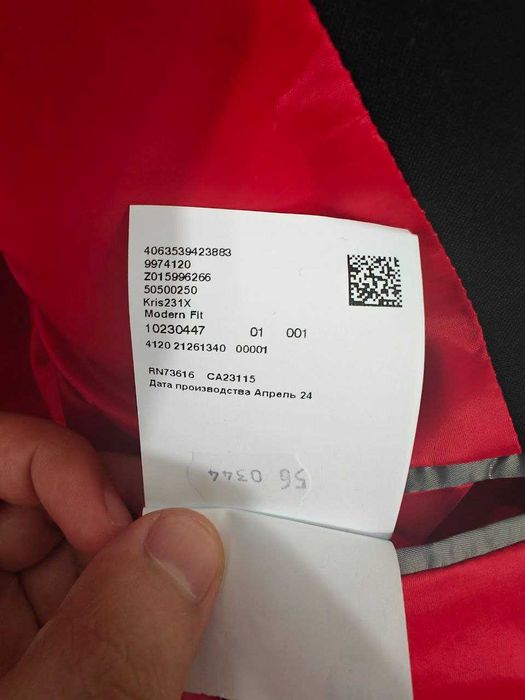 4063539423883
9974120
Z015996266
50500250
Kris231X
Modern Fit
10230447 01 001
4120 21261340 00001
RN73616 CA23115
Дата производства Апрель 24
56 0344